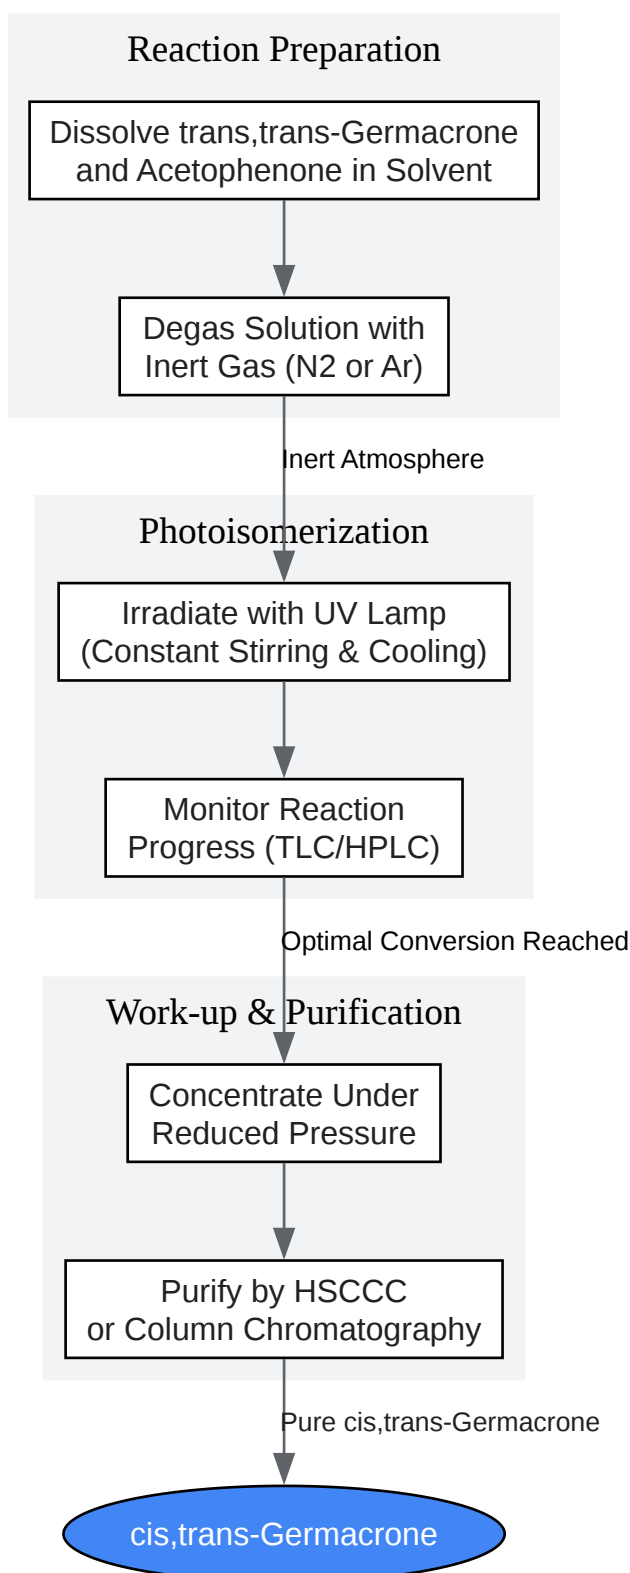 Reaction Preparation
Dissolve trans,trans-Germacrone
and Acetophenone in Solvent
Degas Solution with
Inert Gas (N2 or Ar)
Inert Atmosphere
Photoisomerization
Irradiate with UV Lamp
(Constant Stirring & Cooling)
Monitor Reaction
Progress (TLC/HPLC)
Optimal Conversion Reached
Work-up & Purification
Concentrate Under
Reduced Pressure
Purify by HSCCC
or Column Chromatography
Pure cis,trans-Germacrone
cis,trans-Germacrone